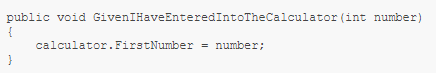 public void GivenIHaveEnteredIntoTheCalculator(int number)
{
    calculator.FirstNumber = number;
}